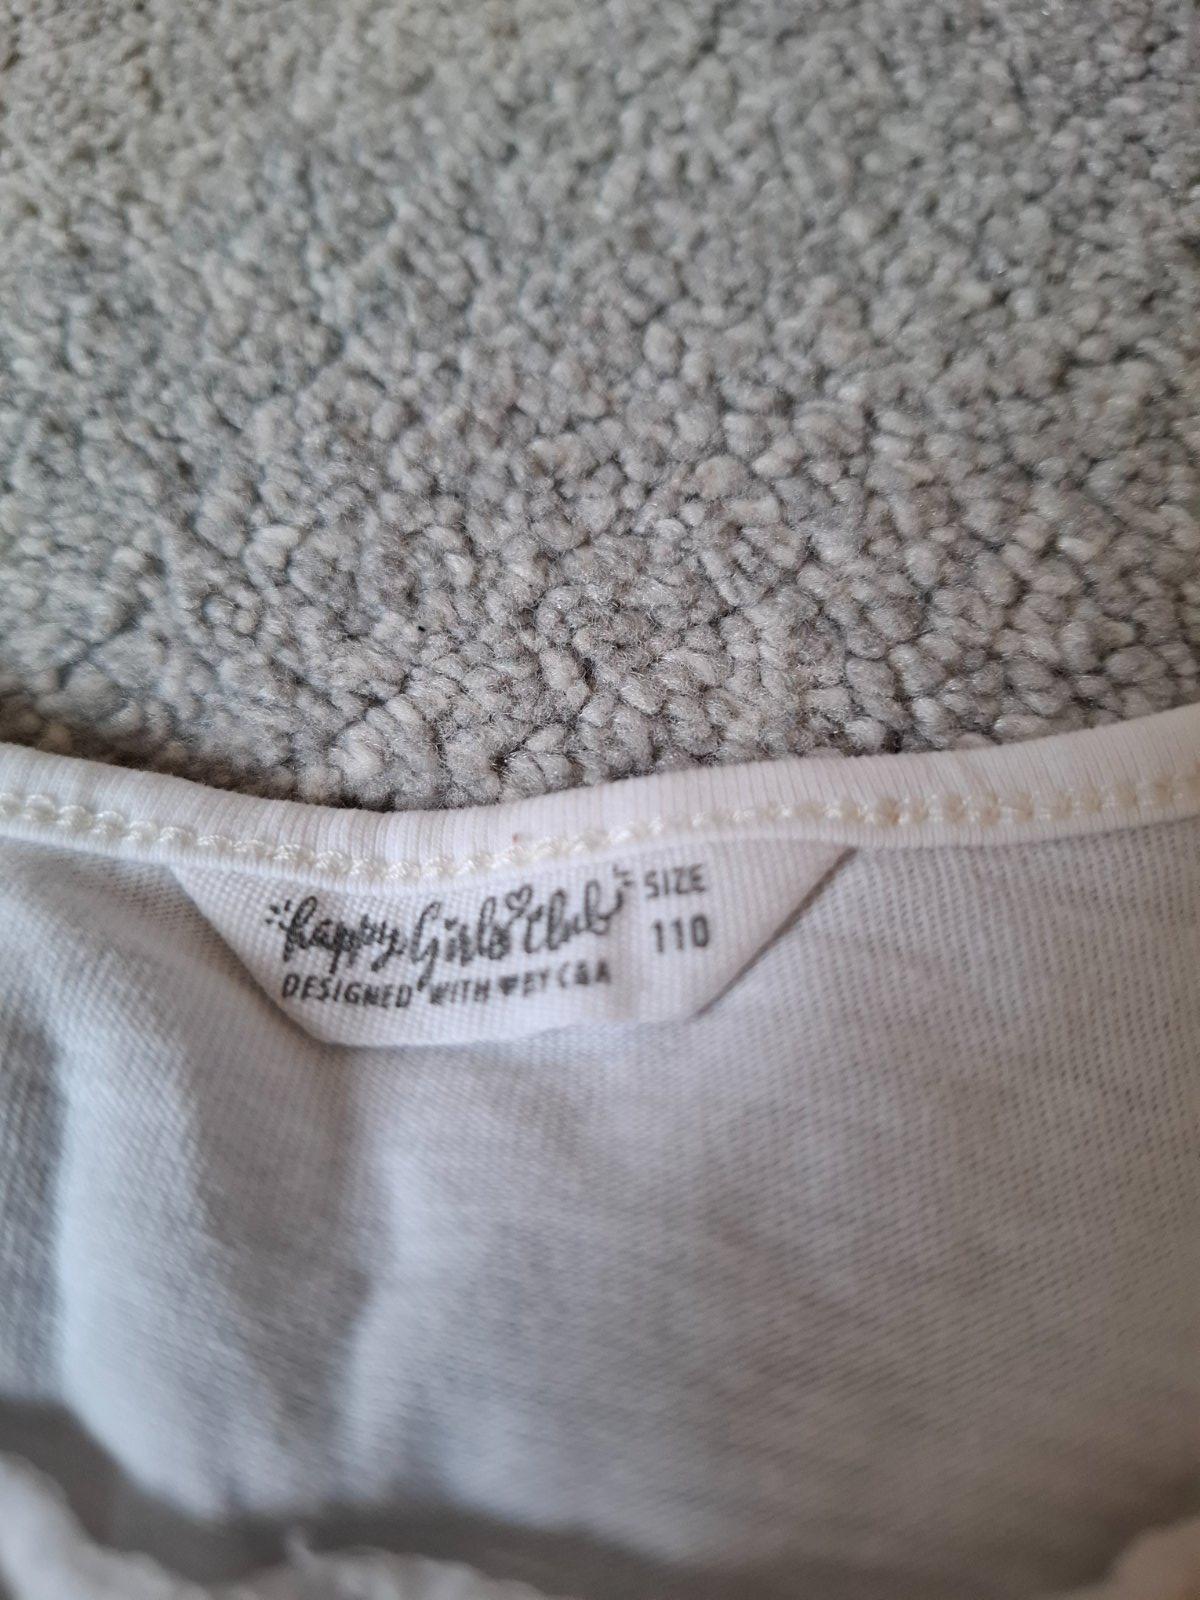 happy Girls Club
DESIGNED WITH ♥ BY C&A
SIZE
110